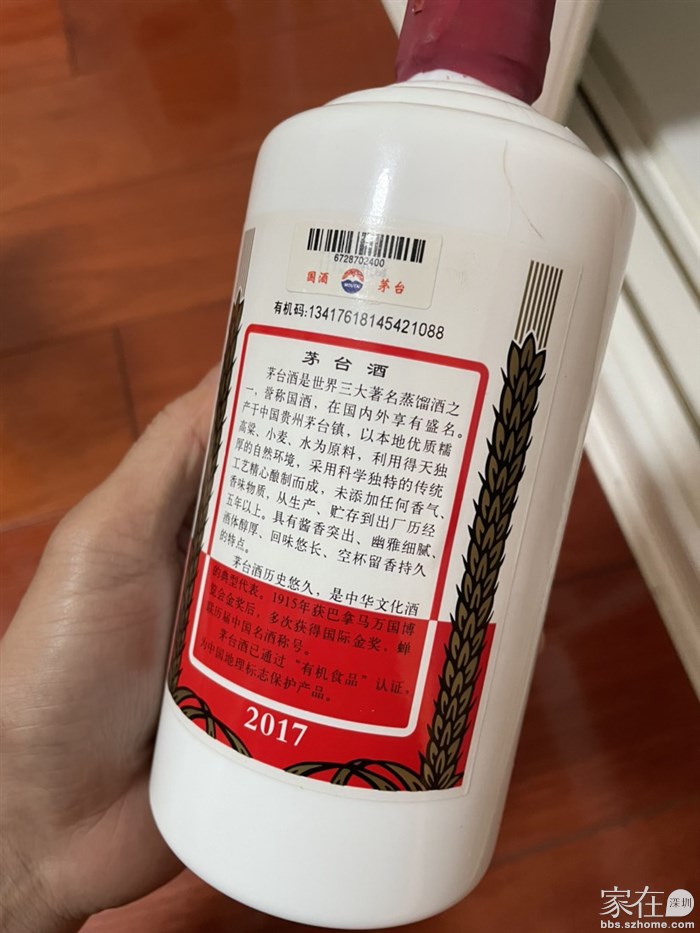 6728702400
国酒 茅台
有机码:13417618145421088
茅台酒
茅台酒是世界三大著名蒸馏酒之
一，誉称国酒，在国内外享有盛名。
产于中国贵州茅台镇，以本地优质糯
高粱、小麦、水为原料，利用得天独
厚的自然环境，采用科学独特的传统
工艺精心酿制而成，未添加任何香气、
香味物质，从生产、贮存到出厂历经
五年以上。具有酱香突出、幽雅细腻、
酒体醇厚、回味悠长、空杯留香持久
的特点。
茅台酒历史悠久，是中华文化酒
的典型代表，1915年获巴拿马万国博
览会金奖后，多次获得国际金奖，蝉
联历届中国名酒称号。
茅台酒已通过“有机食品”认证，
为中国地理标志保护产品。
2017
家在深圳
bbs.szhome.com